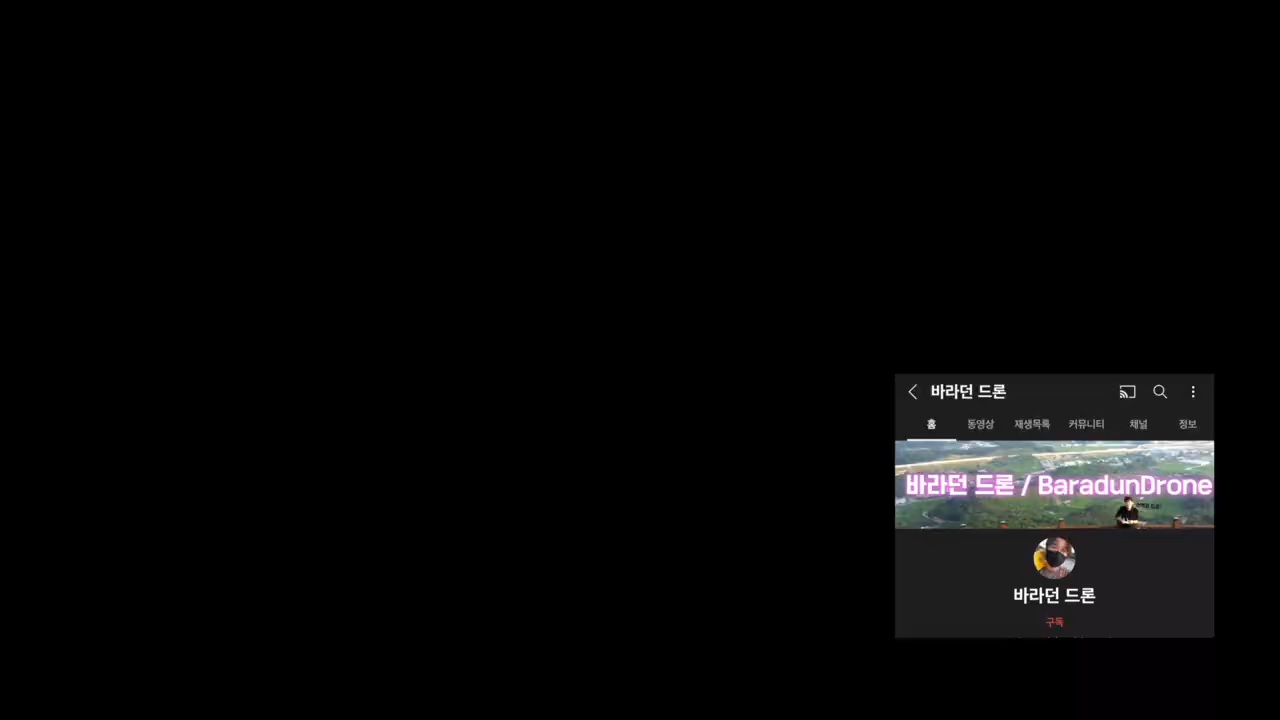 바라던 드론
홈 동영상 재생목록 커뮤니티 채널 정보
바라던 드론 / BaradunDrone
바라던 드론
구독